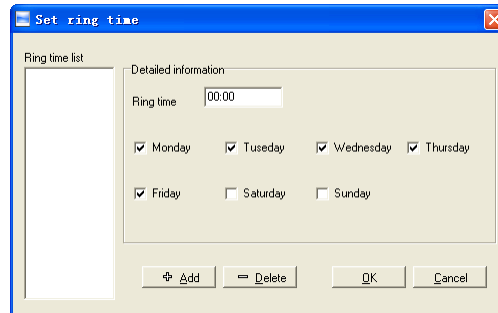 Set ring time
Ring time list
Detailed information
Ring time 00:00
Monday Tuseday Wednesday Thursday
Friday Saturday Sunday
Add Delete OK Cancel